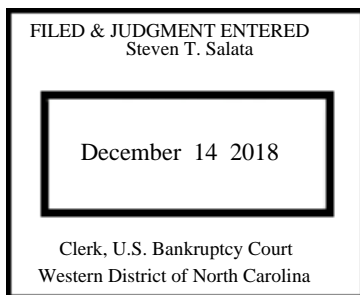 FILED & JUDGMENT ENTERED
Steven T. Salata
December 14 2018
Clerk, U.S. Bankruptcy Court
Western District of North Carolina